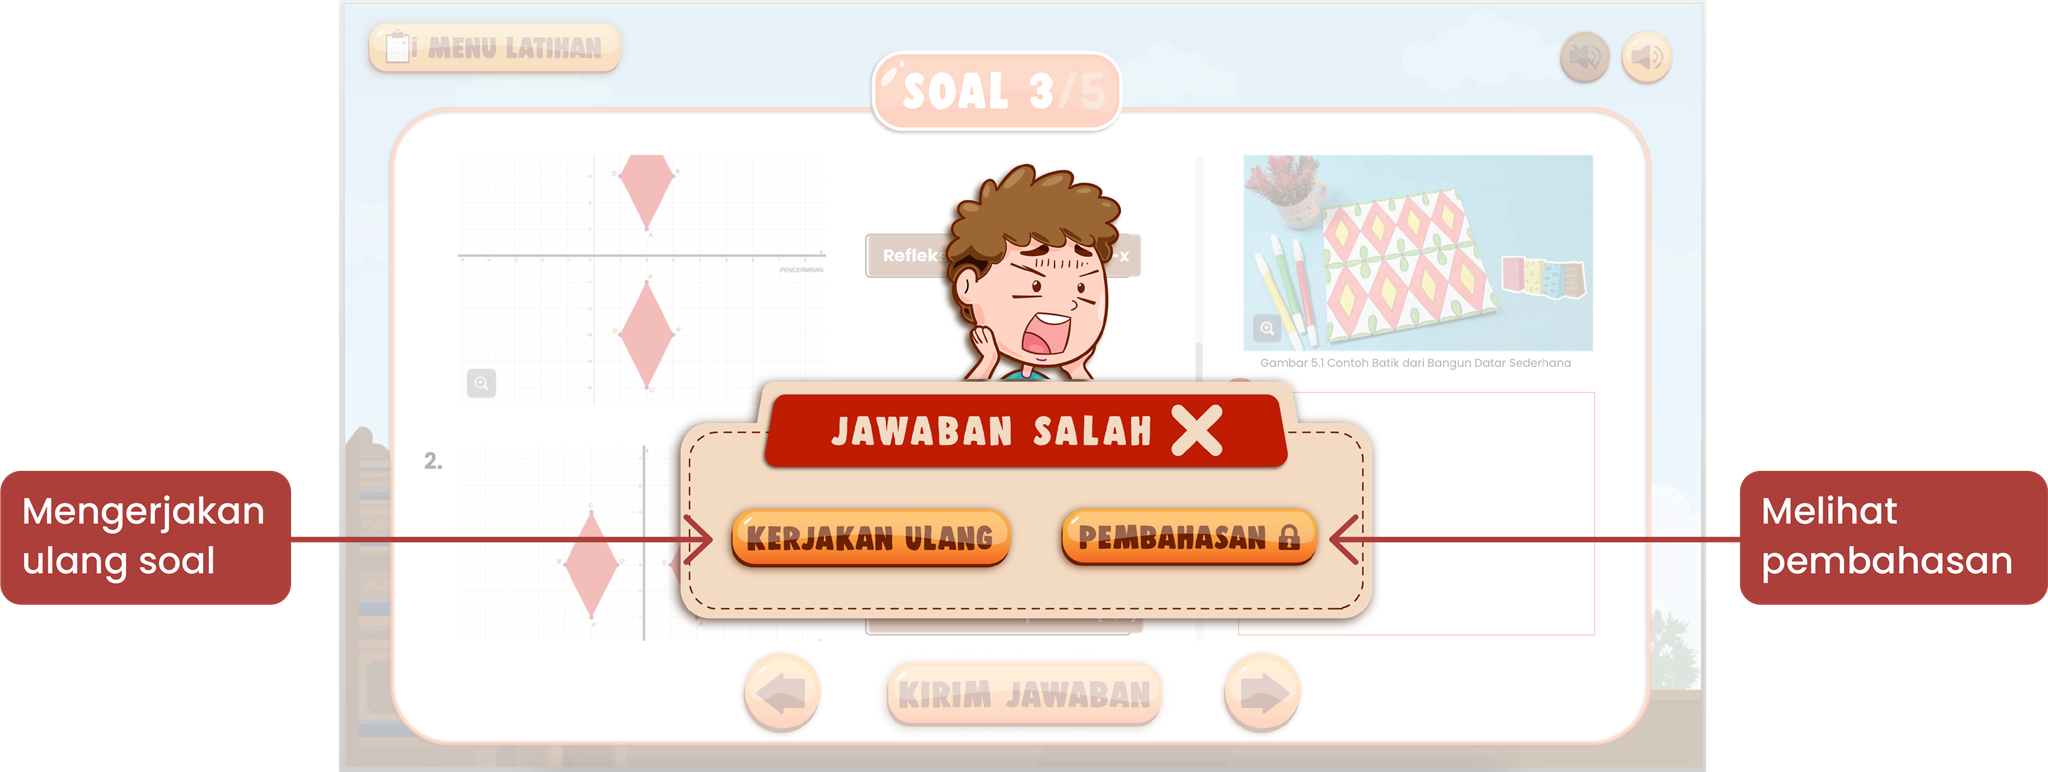 MENU LATIHAN
SOAL 3/5
PENCERMINAN
Refleks
-x
Gambar 5.1 Contoh Batik dari Bangun Datar Sederhana
2.
JAWABAN SALAH
Mengerjakan
ulang soal
KERJAKAN ULANG
PEMBAHASAN
Melihat
pembahasan
KIRIM JAWABAN